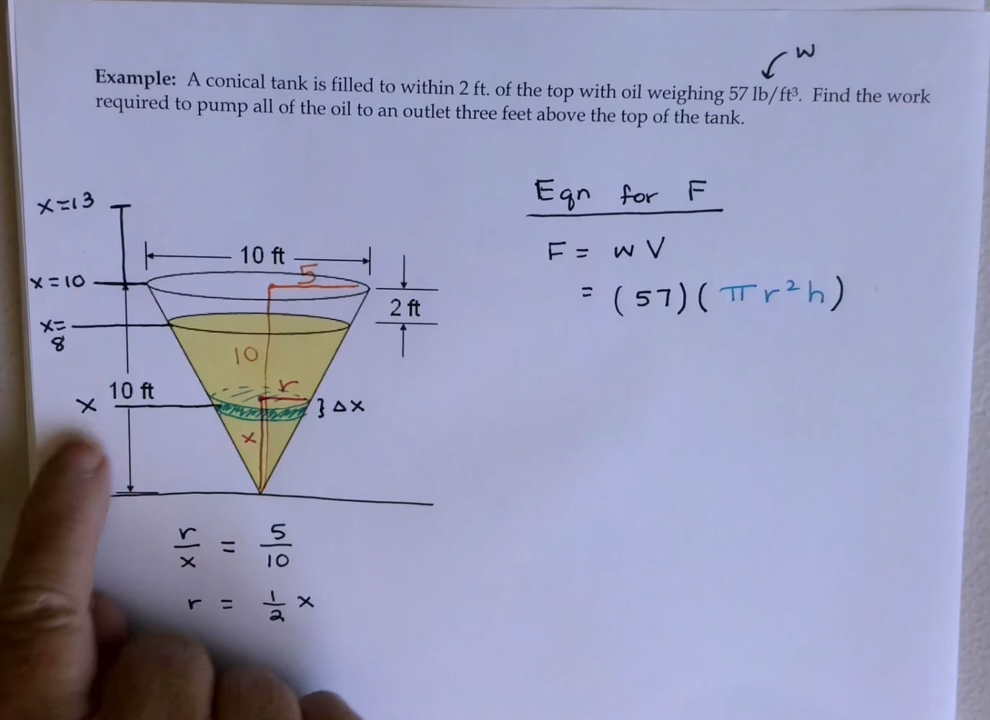 w
Example: A conical tank is filled to within 2 ft. of the top with oil weighing 57 lb/ft³. Find the work
required to pump all of the oil to an outlet three feet above the top of the tank.
x=13
Eqn for F
10 ft
F = w V
x=10
5
= (57)(πr²h)
2 ft
x=
8
10
10 ft
r
x
} Δx
x
r/x = 5/10
r = 1/2 x